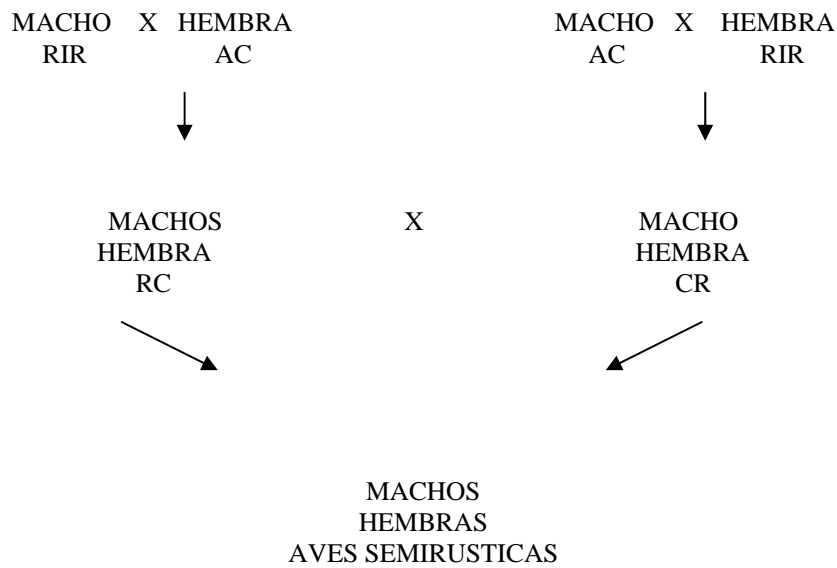 MACHO X HEMBRA
RIR AC
MACHO X HEMBRA
AC RIR
MACHOS
HEMBRA
RC
X
MACHO
HEMBRA
CR
MACHOS
HEMBRAS
AVES SEMIRUSTICAS